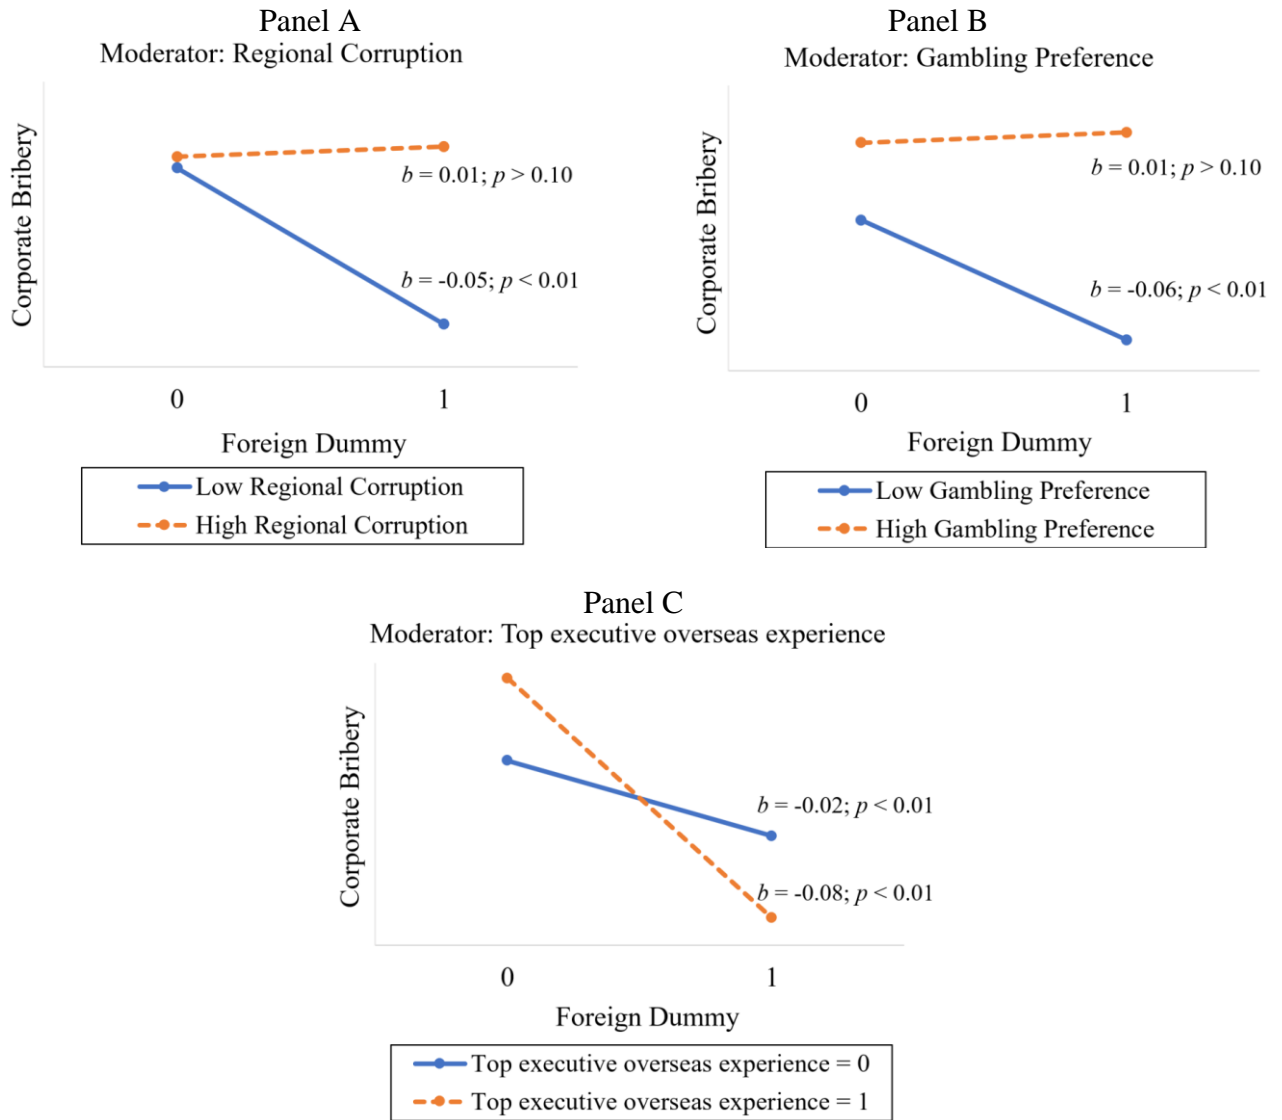 Panel A
Moderator: Regional Corruption
Corporate Bribery
b = 0.01; p > 0.10
b = -0.05; p < 0.01
0 1
Foreign Dummy
Low Regional Corruption
High Regional Corruption
Panel B
Moderator: Gambling Preference
Corporate Bribery
b = 0.01; p > 0.10
b = -0.06; p < 0.01
0 1
Foreign Dummy
Low Gambling Preference
High Gambling Preference
Panel C
Moderator: Top executive overseas experience
Corporate Bribery
b = -0.02; p < 0.01
b = -0.08; p < 0.01
0 1
Foreign Dummy
Top executive overseas experience = 0
Top executive overseas experience = 1